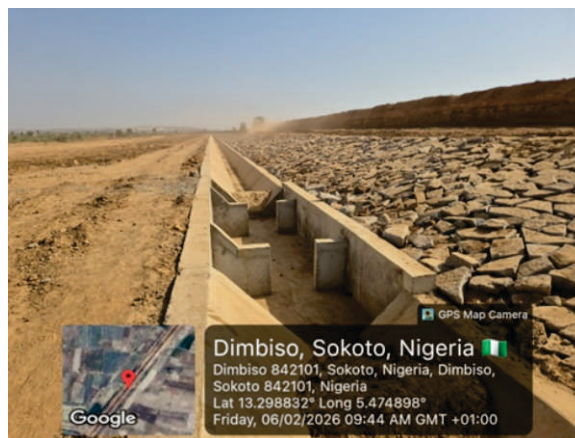 GPS Map Camera
Dimbiso, Sokoto, Nigeria 🇳🇬
Dimbiso 842101, Sokoto, Nigeria, Dimbiso,
Sokoto 842101, Nigeria
Lat 13.298832° Long 5.474898°
Friday, 06/02/2026 09:44 AM GMT +01:00
Google